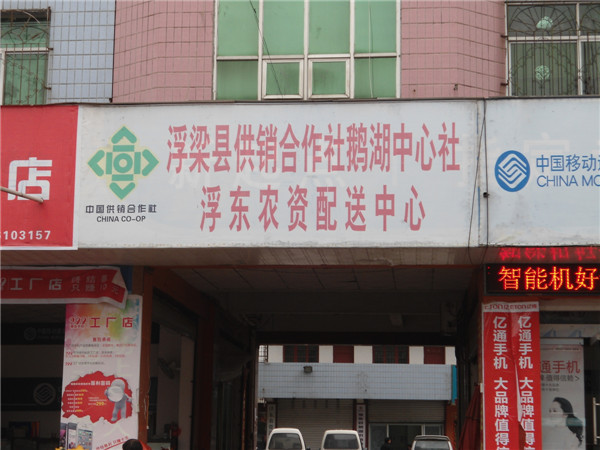 浮梁县供销合作社鹅湖中心社
浮东农资配送中心
中国供销合作社
CHINA CO-OP
店
3103157
中国移动
CHINA MO
智能机好
工厂店
工厂店
亿通手机 大品牌值得
亿通手机 大品牌值得
通手机